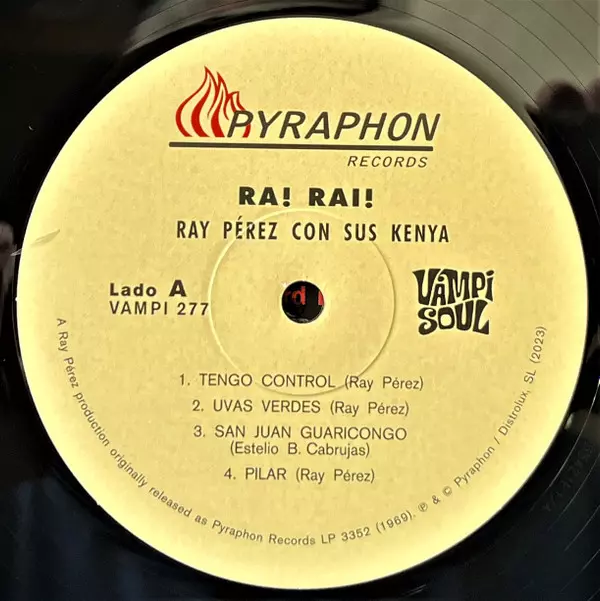 PYRAPHON
RECORDS
RA! RAI!
RAY PÉREZ CON SUS KENYA
Lado A
VAMPI 277
VAMPI
SOUL
1. TENGO CONTROL (Ray Pérez)
2. UVAS VERDES (Ray Pérez)
3. SAN JUAN GUARICONGO
(Estelio B. Cabrujas)
4. PILAR (Ray Pérez)
A Ray Pérez production originally released as Pyraphon Records LP 3352 (1969). ℗ & © Pyraphon / Distrolux, SL (2023)